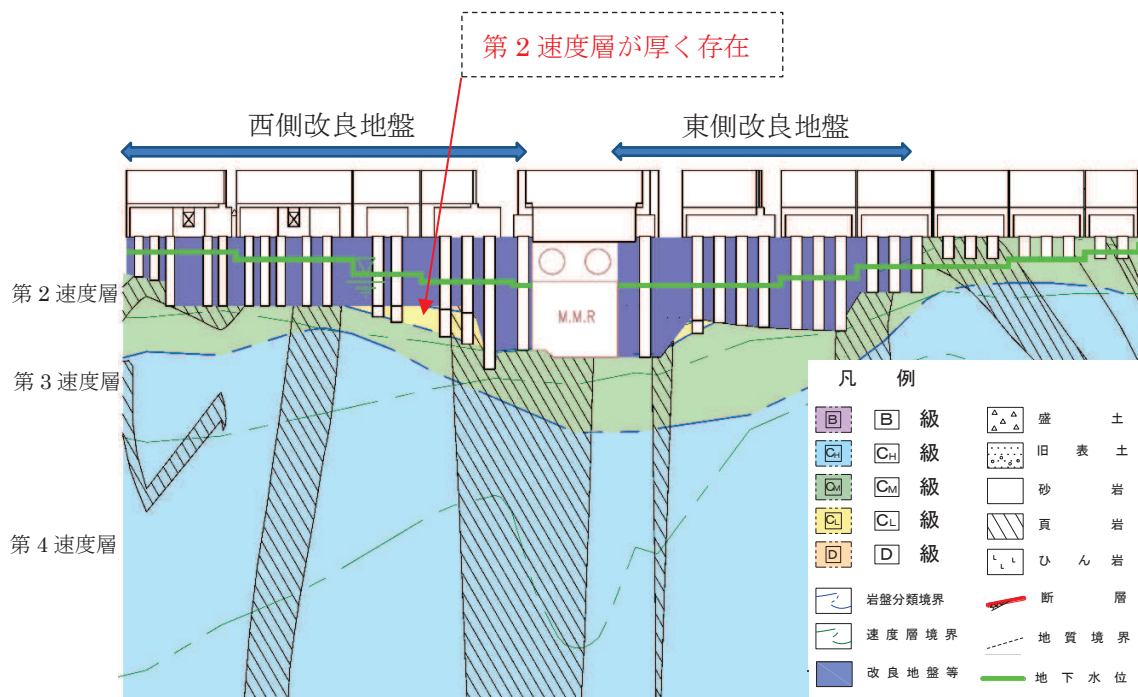 第2速度層が厚く存在
西側改良地盤
東側改良地盤
第2速度層
M.M.R
第3速度層
第4速度層
凡 例
B B 級
CH CH 級
CM CM 級
CL CL 級
D D 級
岩盤分類境界
速度層境界
改良地盤等
盛 土
旧 表 土
砂 岩
頁 岩
ひ ん 岩
断 層
地 質 境 界
地 下 水 位